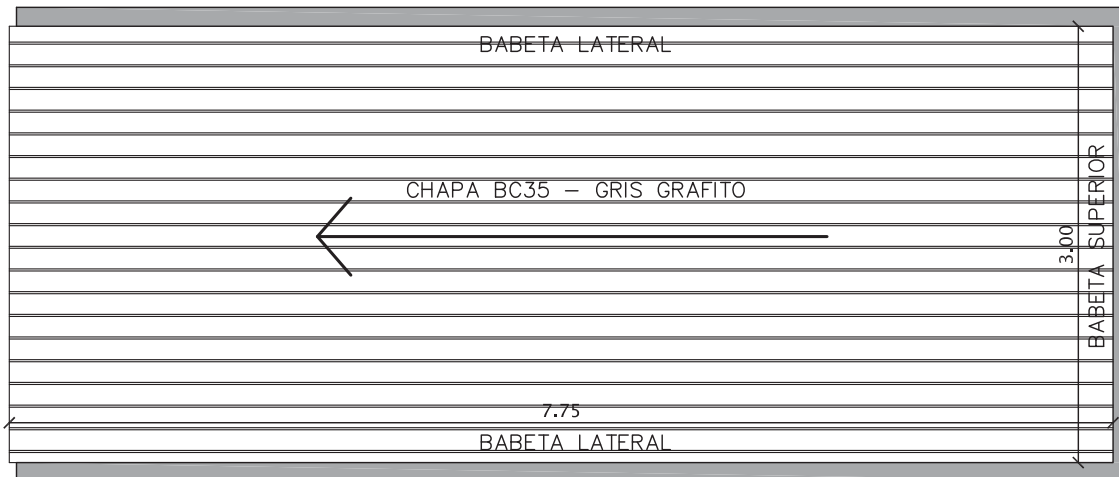 BABETA LATERAL
CHAPA BC35 – GRIS GRAFITO
3.00
BABETA SUPERIOR
7.75
BABETA LATERAL